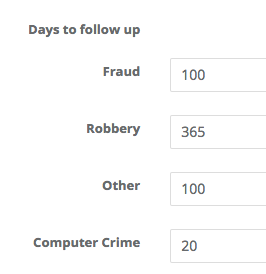 Days to follow up
Fraud 100
Robbery 365
Other 100
Computer Crime 20